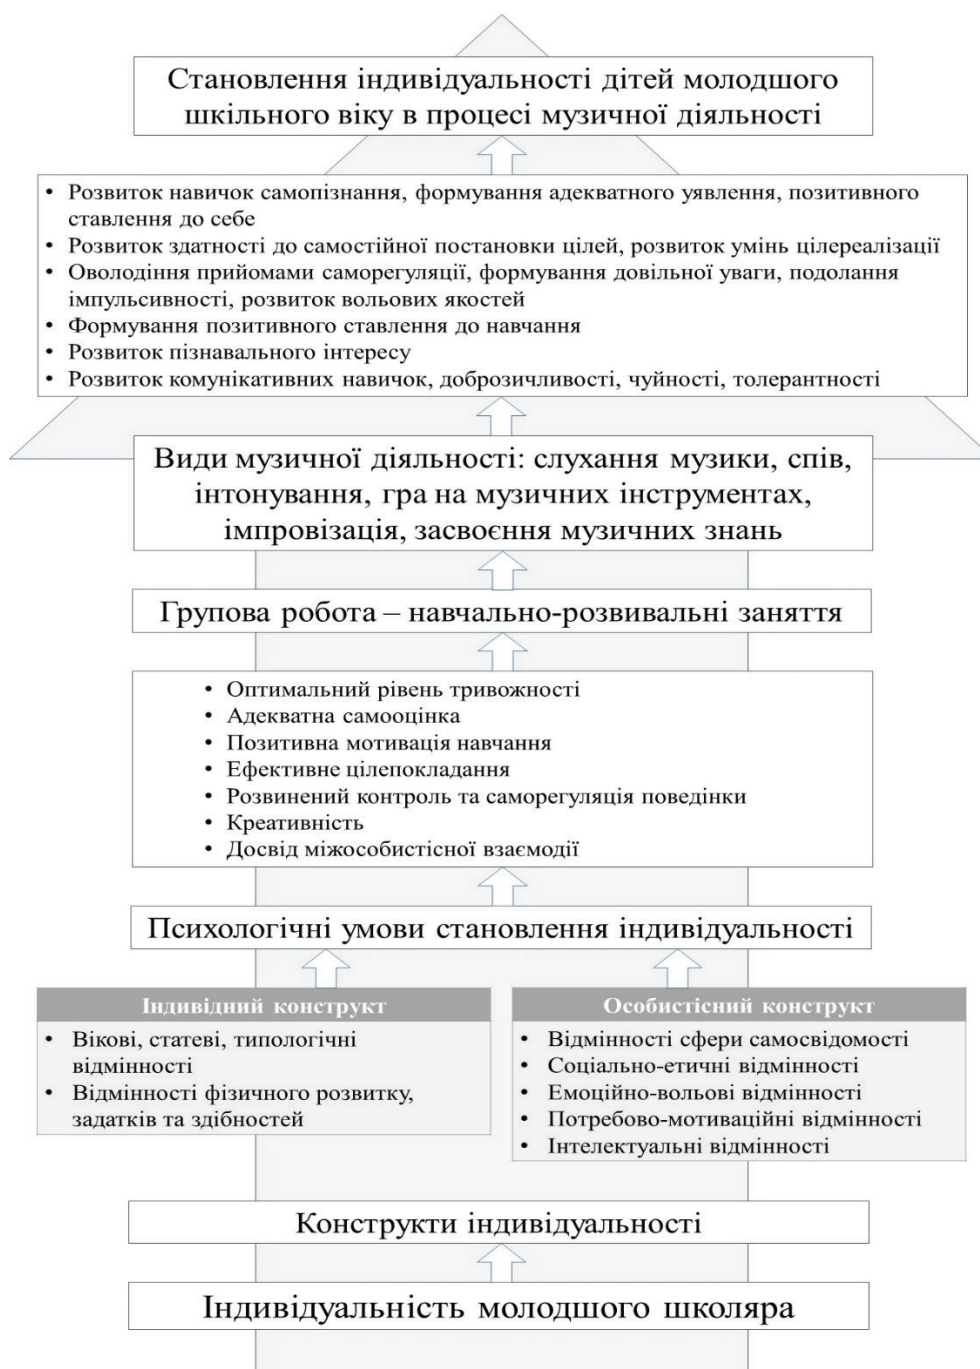 Становлення індивідуальності дітей молодшого
шкільного віку в процесі музичної діяльності
• Розвиток навичок самопізнання, формування адекватного уявлення, позитивного
ставлення до себе
• Розвиток здатності до самостійної постановки цілей, розвиток умінь цілереалізації
• Оволодіння прийомами саморегуляції, формування довільної уваги, подолання
імпульсивності, розвиток вольових якостей
• Формування позитивного ставлення до навчання
• Розвиток пізнавального інтересу
• Розвиток комунікативних навичок, доброзичливості, чуйності, толерантності
Види музичної діяльності: слухання музики, спів,
інтонування, гра на музичних інструментах,
імпровізація, засвоєння музичних знань
Групова робота – навчально-розвивальні заняття
• Оптимальний рівень тривожності
• Адекватна самооцінка
• Позитивна мотивація навчання
• Ефективне цілепокладання
• Розвинений контроль та саморегуляція поведінки
• Креативність
• Досвід міжособистісної взаємодії
Психологічні умови становлення індивідуальності
Індивідний конструкт
• Вікові, статеві, типологічні
відмінності
• Відмінності фізичного розвитку,
задатків та здібностей
Особистісний конструкт
• Відмінності сфери самосвідомості
• Соціально-етичні відмінності
• Емоційно-вольові відмінності
• Потребово-мотиваційні відмінності
• Інтелектуальні відмінності
Конструкти індивідуальності
Індивідуальність молодшого школяра